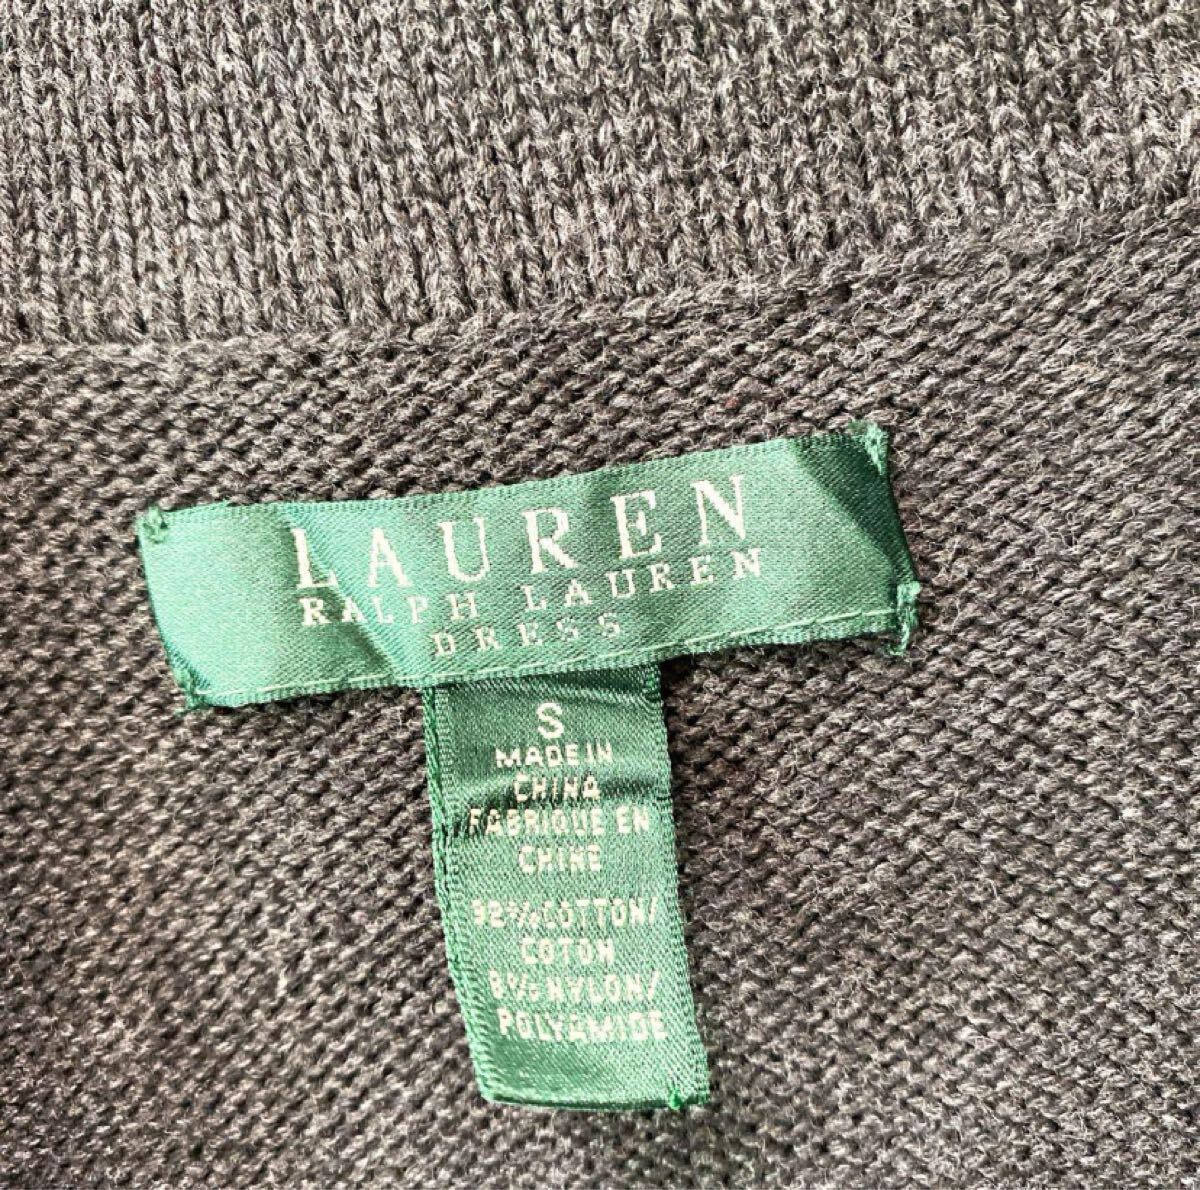 LAUREN
RALPH LAUREN
DRESS
S
MADE IN
CHINA
FABRIQUE EN
CHINE
92% COTTON/
COTON
8% NYLON/
POLYAMIDE